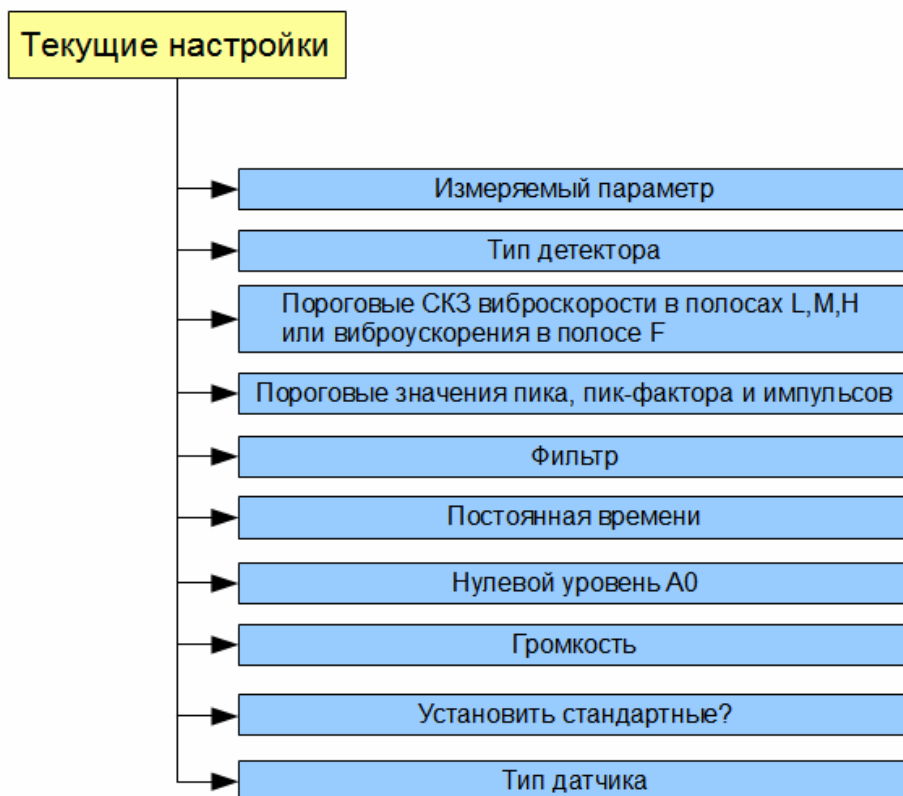 Текущие настройки
Измеряемый параметр
Тип детектора
Пороговые СКЗ виброскорости в полосах L,M,H
или виброускорения в полосе F
Пороговые значения пика, пик-фактора и импульсов
Фильтр
Постоянная времени
Нулевой уровень A0
Громкость
Установить стандартные?
Тип датчика